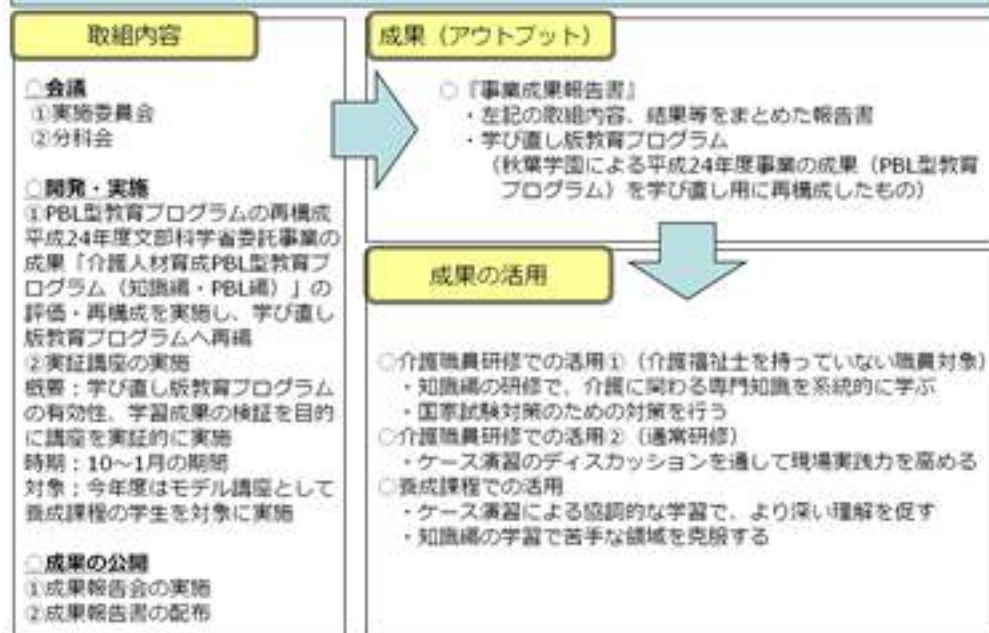 取組内容
○会議
①実施委員会
②分科会
○開発・実施
①PBL型教育プログラムの再構成
平成24年度文部科学省委託事業の
成果「介護人材育成PBL型教育プ
ログラム（知識編・PBL編）」の
評価・再構成を実施し、学び直し
版教育プログラムへ再編
②実証講座の実施
概要：学び直し版教育プログラム
の有効性、学習成果の検証を目的
に講座を実証的に実施
時期：10～1月の期間
対象：今年度はモデル講座として
養成課程の学生を対象に実施
○成果の公開
①成果報告会の実施
②成果報告書の配布
成果（アウトプット）
○『事業成果報告書』
・左記の取組内容、結果等をまとめた報告書
・学び直し版教育プログラム
（秋葉学園による平成24年度事業の成果（PBL型教育
プログラム）を学び直し用に再構成したもの）
成果の活用
○介護職員研修での活用①（介護福祉士を持っていない職員対象）
・知識編の研修で、介護に関わる専門知識を系統的に学ぶ
・国家試験対策のための対策を行う
○介護職員研修での活用②（通常研修）
・ケース演習のディスカッションを通して現場実践力を高める
○養成課程での活用
・ケース演習による協調的な学習で、より深い理解を促す
・知識編の学習で苦手な領域を克服する